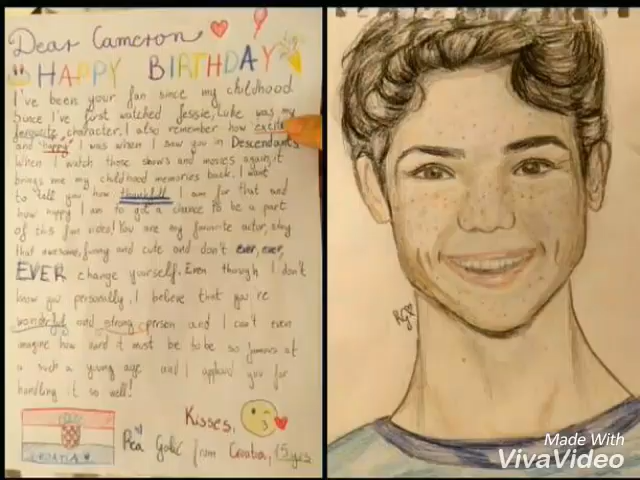 Dear Cameron
HAPPY BIRTHDAY
I've been your fan since my childhood.
Since I've first watched Jessie, Luke was my
favourite character. I also remember how excite
and "happy" I was when I saw you in Descendants
When I watch those shows and movies again, it
brings me my childhood memories back. I want
to tell you how thankfull I am for that and
how happy I am to got a chance to be a part
of this fan video! You are my favorite actor, stay
that awesome, funny and cute and don't ever, ever,
EVER change yourself. Even though I don't
know you personally, I believe that you're
wonderful and strong person and I can't even
imagine how hard it must be to be so famous at
a such a young age and I applaud you for
handling it so well!
Kisses,
CROATIA
Rea Golic from Croatia, 15 yrs
Made With
VivaVideo